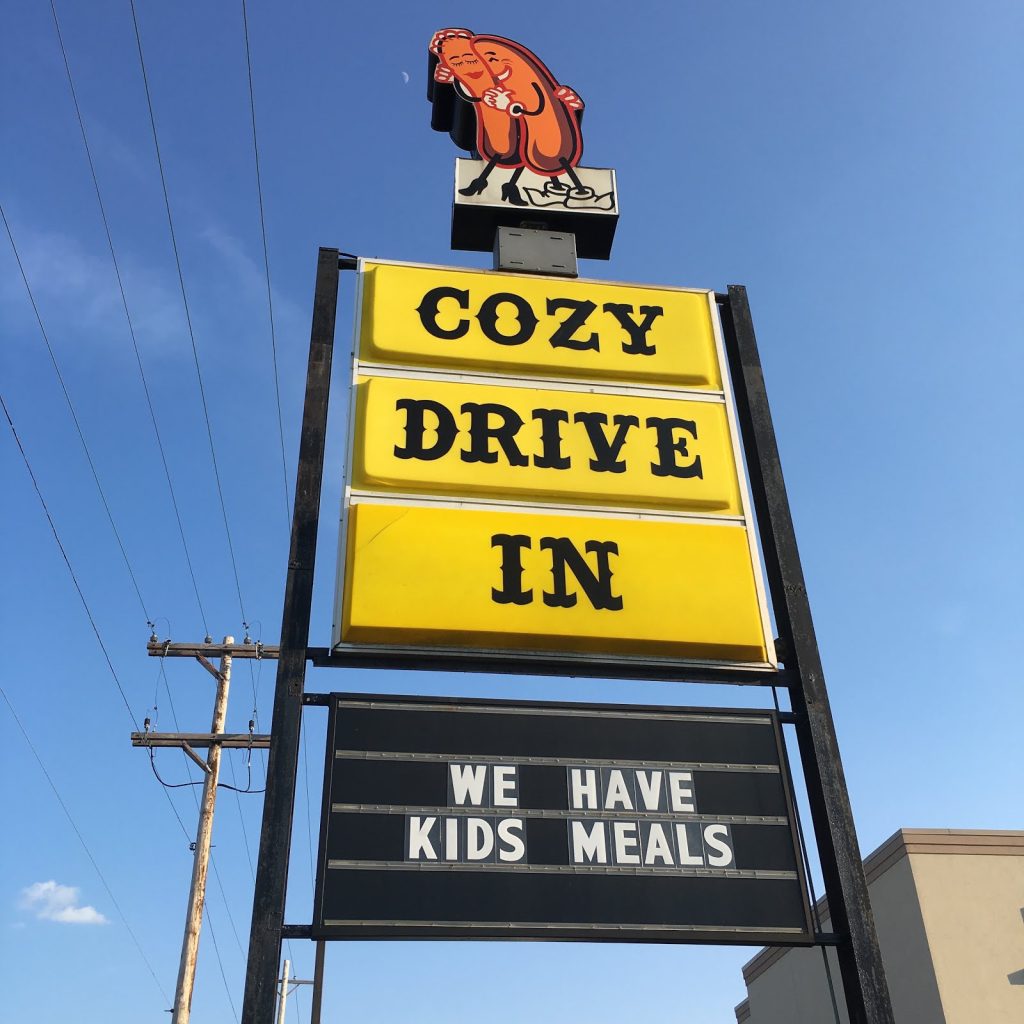 COZY
DRIVE
IN
WE HAVE
KIDS MEALS